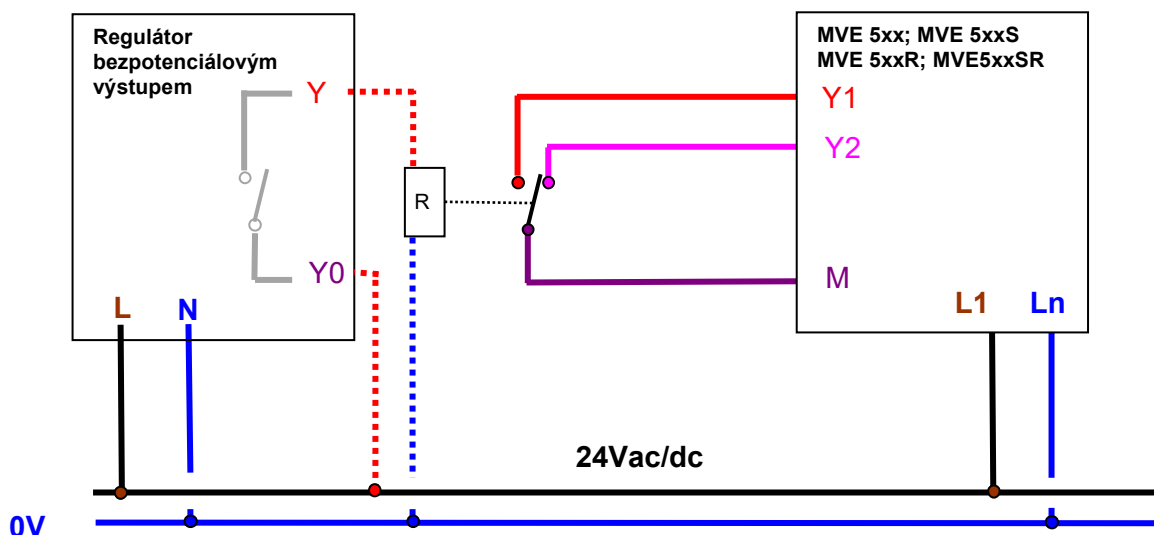 Regulátor
bezpotenciálovým
výstupem
Y
Y0
L
N
R
MVE 5xx; MVE 5xxS
MVE 5xxR; MVE5xxSR
Y1
Y2
M
L1
Ln
24Vac/dc
0V